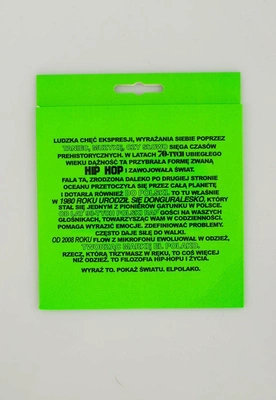 LUDZKA CHĘĆ EKSPRESJI, WYRAŻANIA SIEBIE POPRZEZ
TANIEC, MUZYKĘ, CZY SŁOWO SIĘGA CZASÓW
PREHISTORYCZNYCH. W LATACH 70-TYCH UBIEGŁEGO
WIEKU DĄŻNOŚĆ TA PRZYBRAŁA FORMĘ ZWANĄ
HIP HOP I ZAWOJOWAŁA ŚWIAT.
FALA TA, ZRODZONA DALEKO PO DRUGIEJ STRONIE
OCEANU PRZETOCZYŁA SIĘ PRZEZ CAŁĄ PLANETĘ
I DOTARŁA RÓWNIEŻ DO POLSKI. TO TU WŁAŚNIE
W 1980 ROKU URODZIŁ SIĘ DONGURALESKO, KTÓRY
STAŁ SIĘ JEDNYM Z PIONIERÓW GATUNKU W POLSCE.
OD LAT 90-TYCH POLSKI RAP GOŚCI NA WASZYCH
GŁOŚNIKACH, TOWARZYSZĄC WAM W CODZIENNOŚCI.
POMAGA WYRAZIĆ EMOCJE. ZDEFINIOWAĆ PROBLEMY.
CZĘSTO DAJE SIŁĘ DO WALKI.
OD 2008 ROKU FLOW Z MIKROFONU EWOLUOWAŁ W ODZIEŻ,
TWORZĄC MARKĘ EL POLAKO.
RZECZ, KTÓRĄ TRZYMASZ W RĘKU, TO COŚ WIĘCEJ
NIŻ ODZIEŻ. TO FILOZOFIA HIP-HOPU I ŻYCIA.
WYRAŹ TO. POKAŻ ŚWIATU. ELPOLAKO.